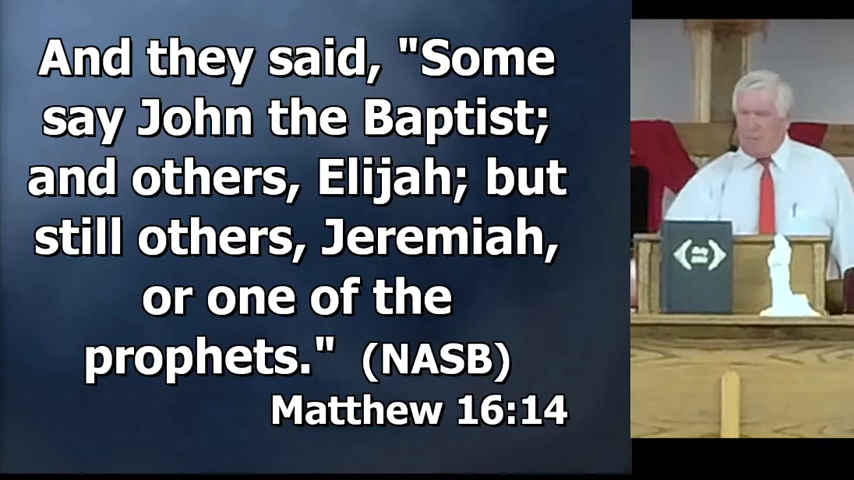 And they said, "Some
say John the Baptist;
and others, Elijah; but
still others, Jeremiah,
or one of the
prophets." (NASB)
Matthew 16:14